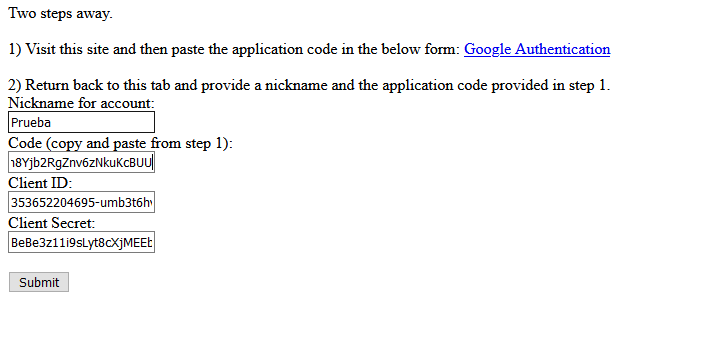 Two steps away.
1) Visit this site and then paste the application code in the below form: Google Authentication
2) Return back to this tab and provide a nickname and the application code provided in step 1.
Nickname for account:
Prueba
Code (copy and paste from step 1):
18Yjb2RgZnv6zNkuKcBUU
Client ID:
353652204695-umb3t6h
Client Secret:
BeBe3z11i9sLyt8cXjMEE
Submit